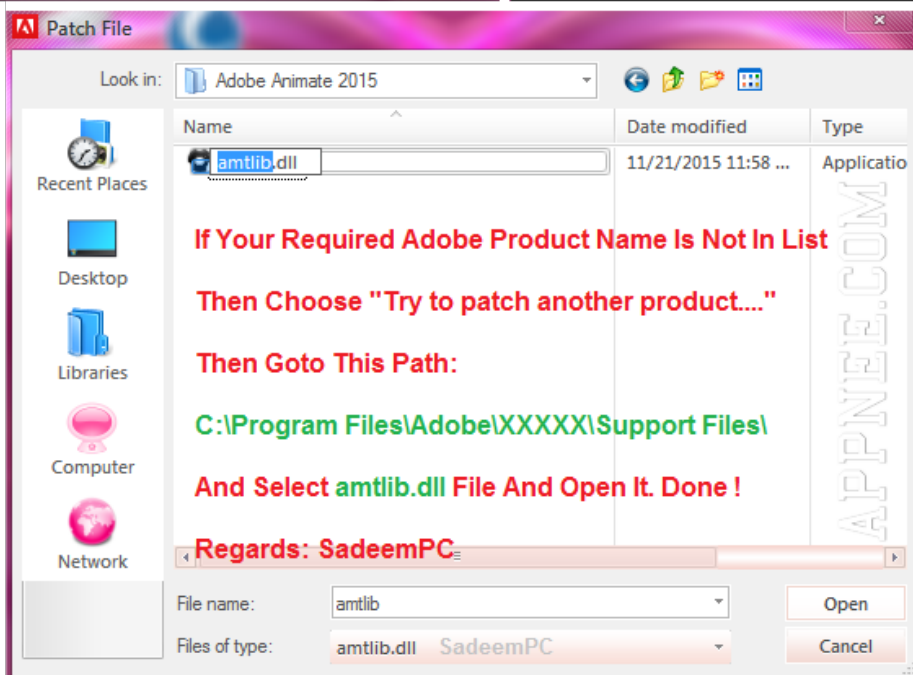 Patch File
Look in:
Adobe Animate 2015
Name
Date modified
Type
amtlib.dll
11/21/2015 11:58 ...
Applicatio
Recent Places
Desktop
Libraries
Computer
Network
If Your Required Adobe Product Name Is Not In List
Then Choose "Try to patch another product...."
Then Goto This Path:
C:\Program Files\Adobe\XXXXX\Support Files\
And Select amtlib.dll File And Open It. Done !
Regards: SadeemPC
APPNEE.COM
File name:
amtlib
Open
Files of type:
amtlib.dll SadeemPC
Cancel